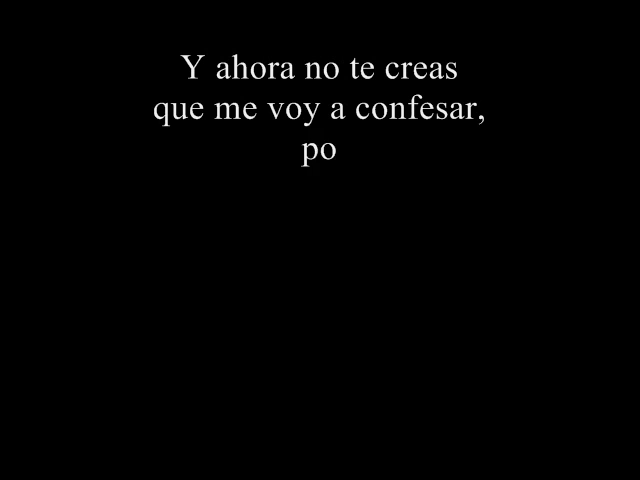 Y ahora no te creas
que me voy a confesar,
po